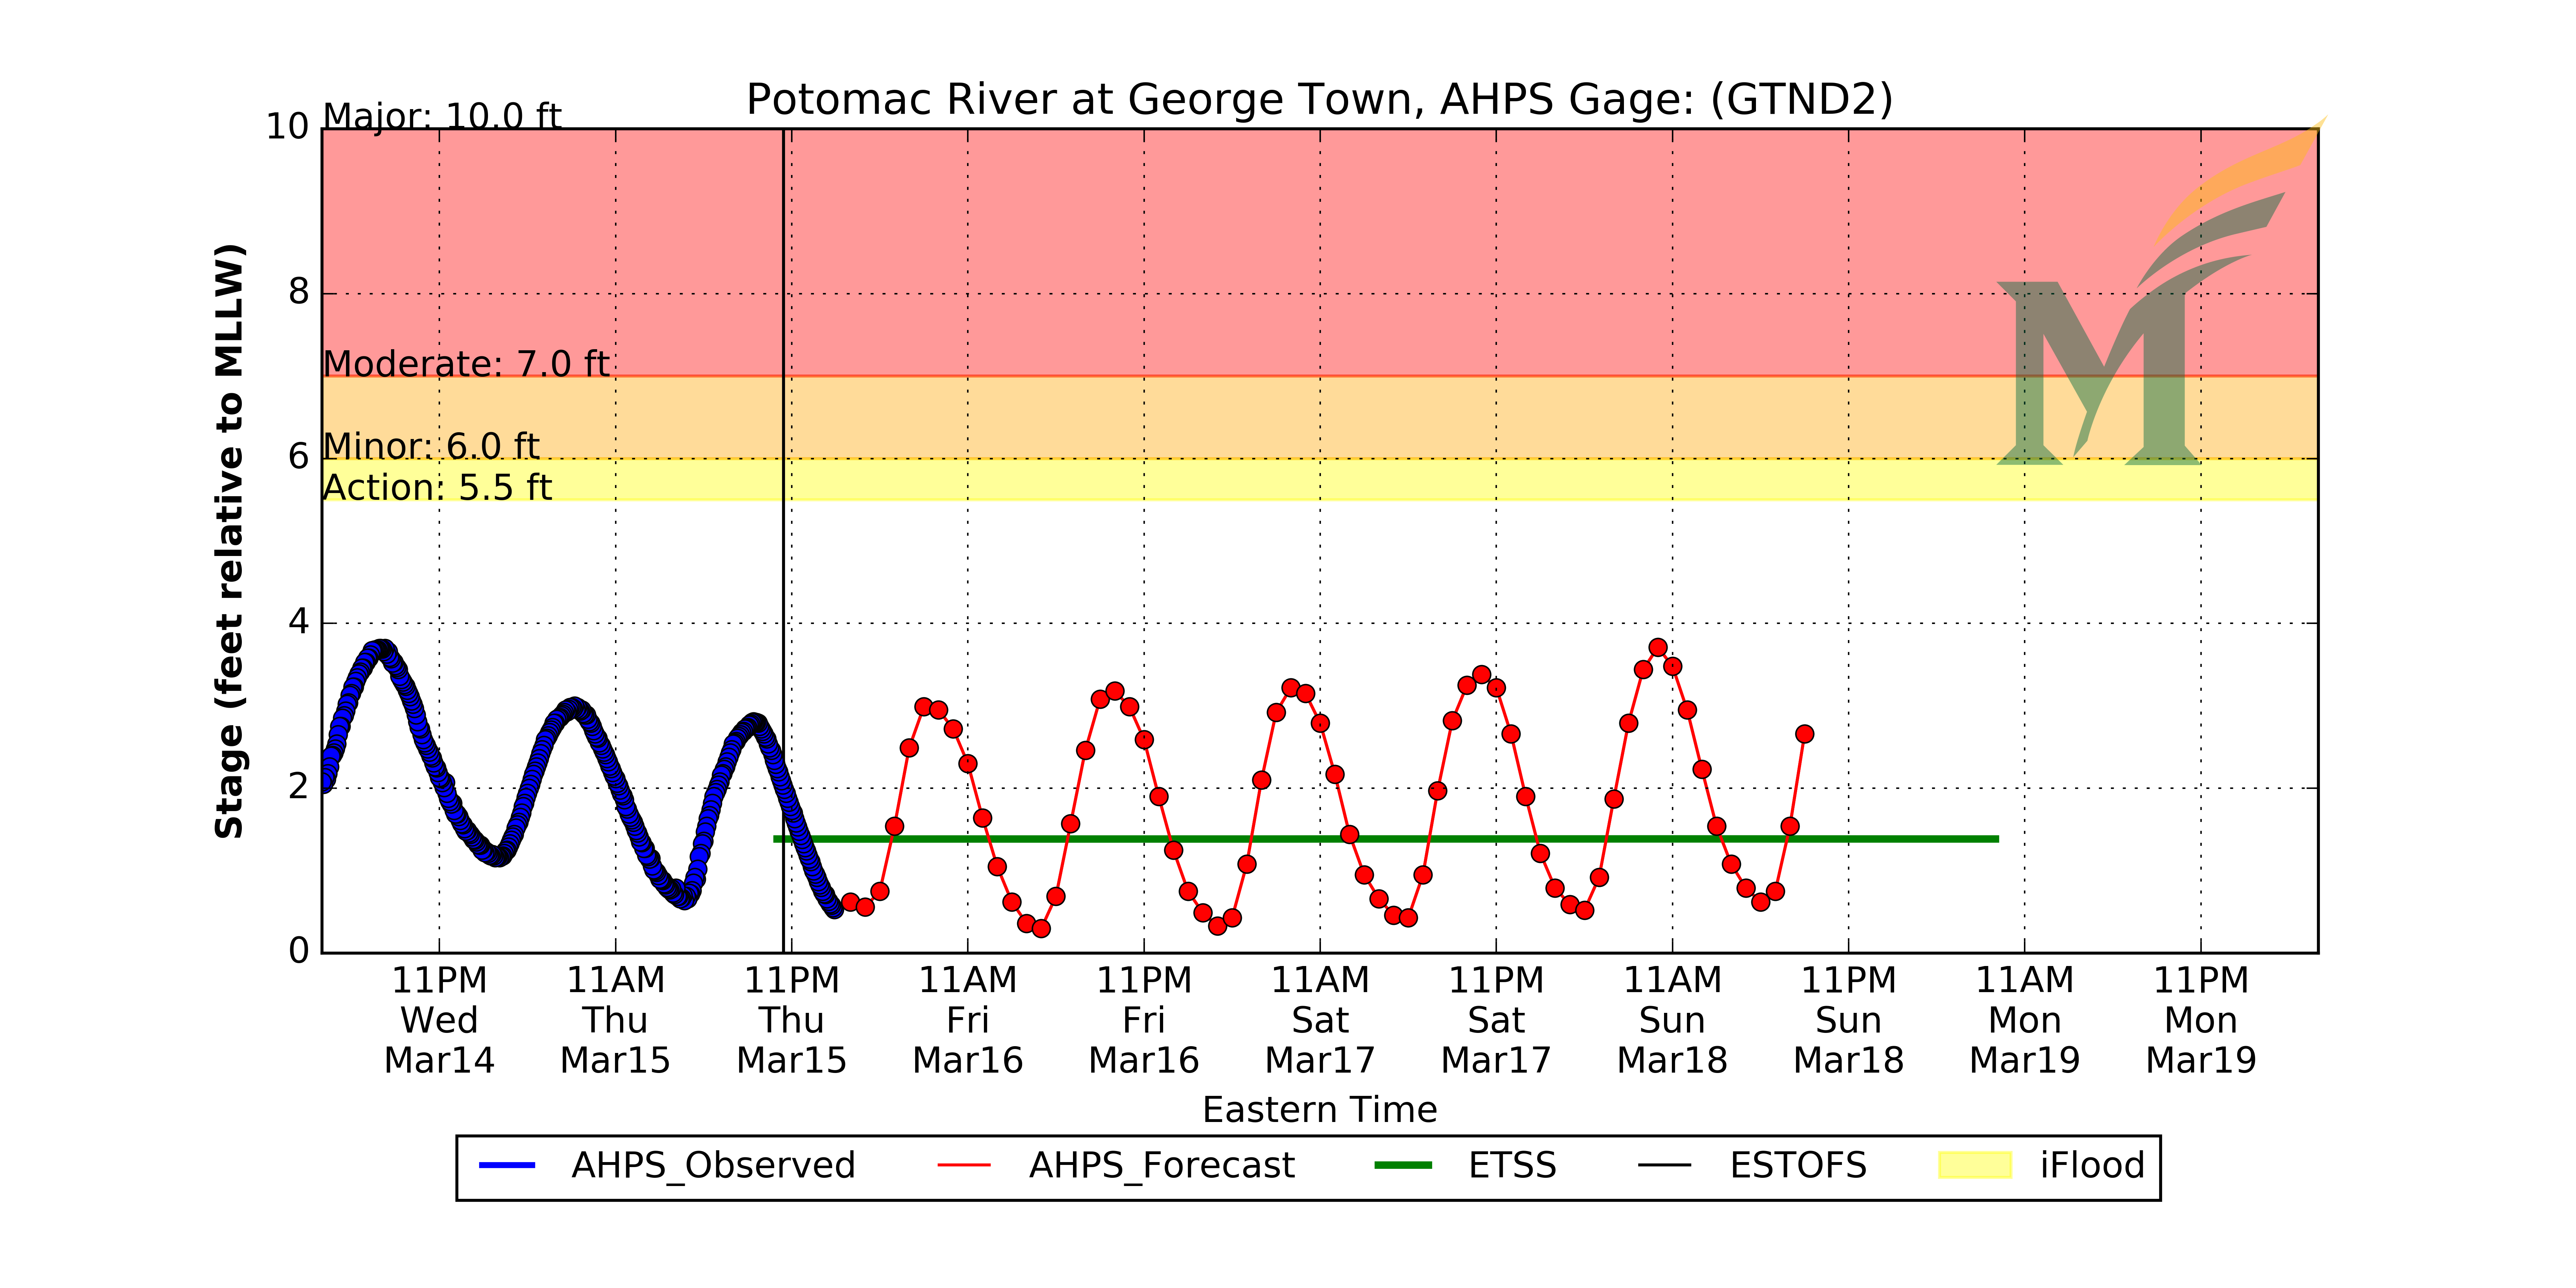 Potomac River at George Town, AHPS Gage: (GTND2)
Major: 10.0 ft
Moderate: 7.0 ft
Minor: 6.0 ft
Action: 5.5 ft
Stage (feet relative to MLLW)
10
8
6
4
2
0
11PM 11AM 11PM 11AM 11PM 11AM 11PM 11AM 11PM 11AM 11PM
Wed Thu Thu Fri Fri Sat Sat Sun Sun Mon Mon
Mar14 Mar15 Mar15 Mar16 Mar16 Mar17 Mar17 Mar18 Mar18 Mar19 Mar19
Eastern Time
AHPS_Observed AHPS_Forecast ETSS ESTOFS iFlood
M